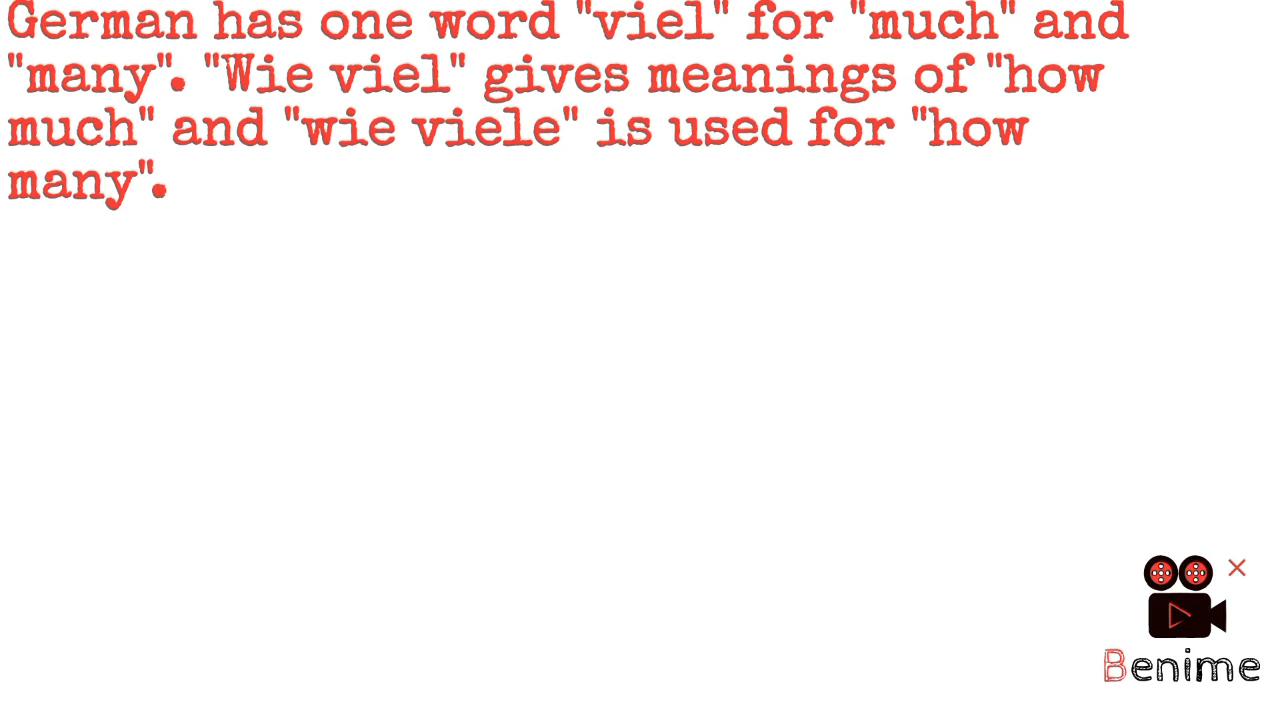 German has one word "viel" for "much" and
"many". "Wie viel" gives meanings of "how
much" and "wie viele" is used for "how
many".
Benime